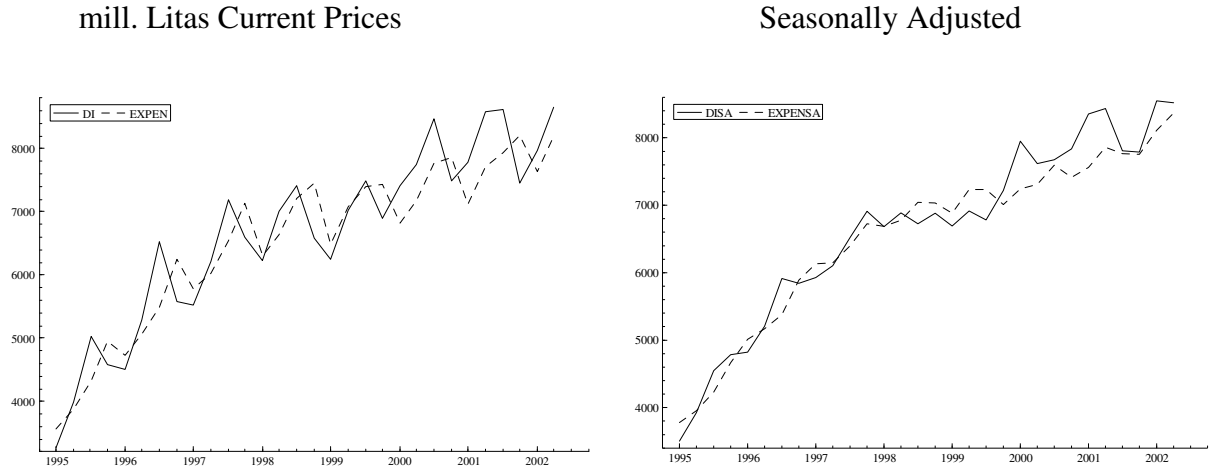 mill. Litas Current Prices
Seasonally Adjusted
DI EXPEN
8000
7000
6000
5000
4000
1995 1996 1997 1998 1999 2000 2001 2002
DISA EXPENSA
8000
7000
6000
5000
4000
1995 1996 1997 1998 1999 2000 2001 2002